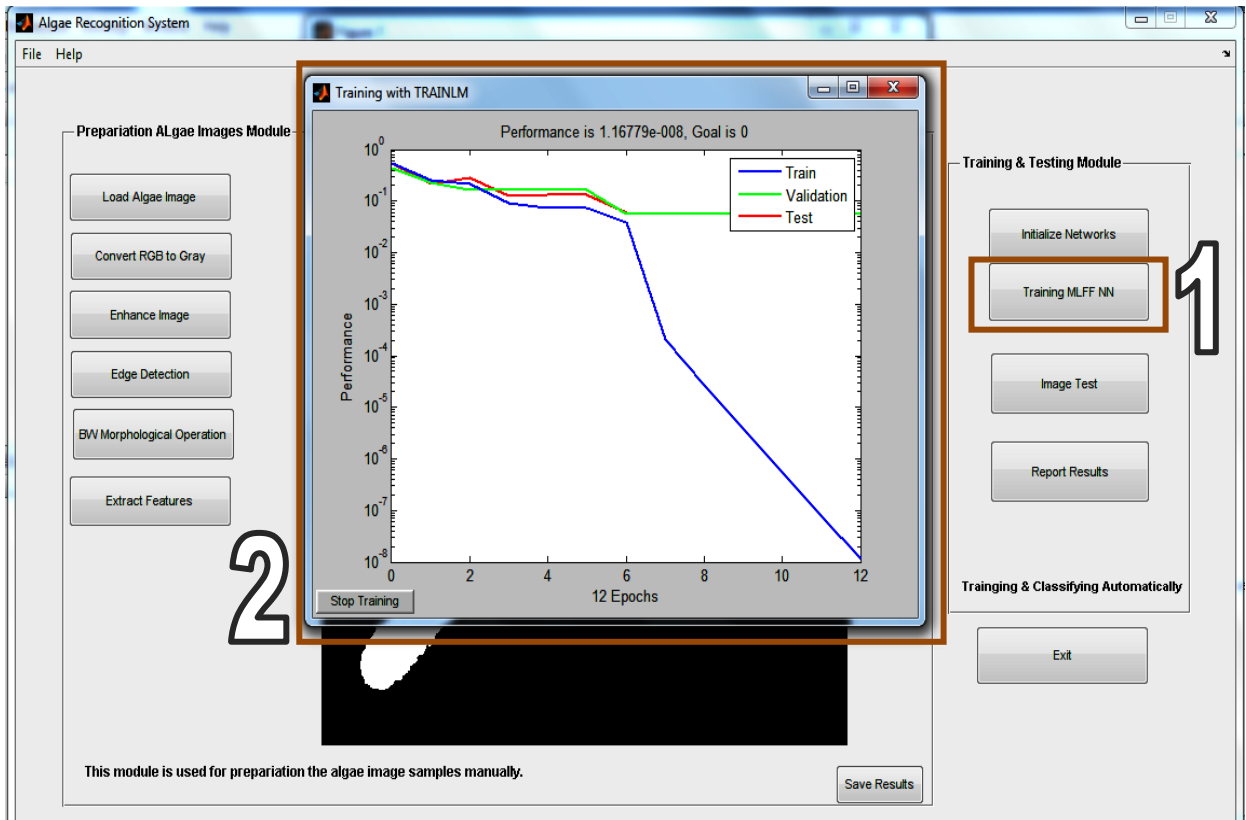 Algae Recognition System
File Help
Prepariation ALgae Images Module
Load Algae Image
Convert RGB to Gray
Enhance Image
Edge Detection
BW Morphological Operation
Extract Features
2
Training with TRAINLM
Performance is 1.16779e-008, Goal is 0
Train
Validation
Test
Performance
10^0
10^-1
10^-2
10^-3
10^-4
10^-5
10^-6
10^-7
10^-8
0 2 4 6 8 10 12
12 Epochs
Stop Training
Training & Testing Module
Initialize Networks
Training MLFF NN
1
Image Test
Report Results
Trainging & Classifying Automatically
Exit
This module is used for prepariation the algae image samples manually.
Save Results